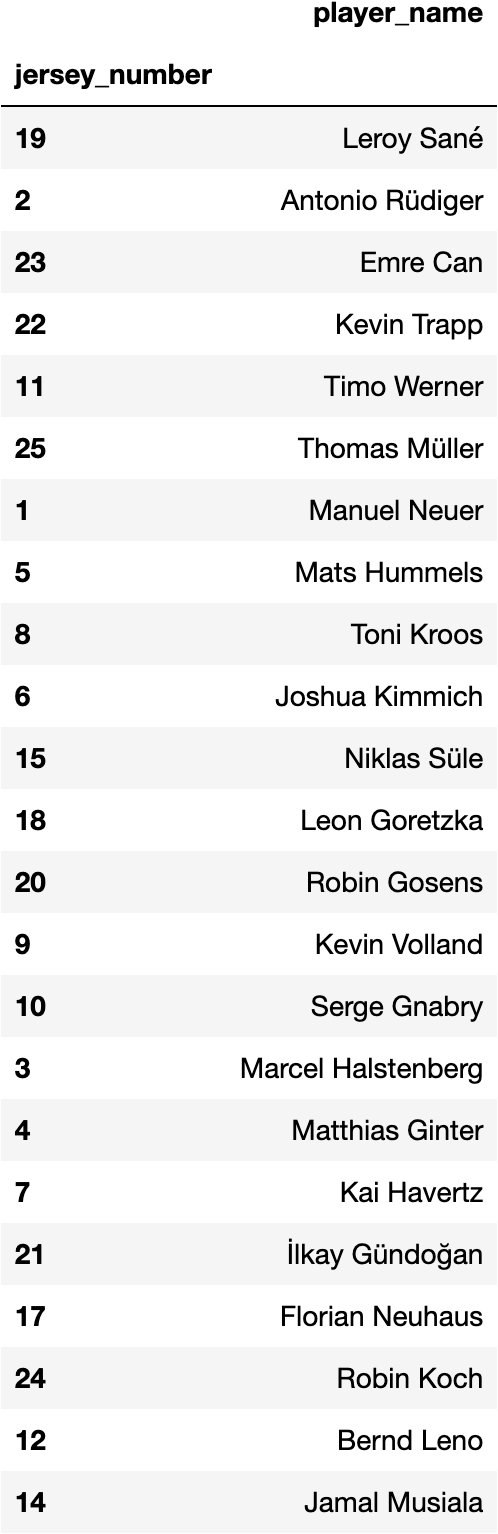 player_name
jersey_number
19 Leroy Sané
2 Antonio Rüdiger
23 Emre Can
22 Kevin Trapp
11 Timo Werner
25 Thomas Müller
1 Manuel Neuer
5 Mats Hummels
8 Toni Kroos
6 Joshua Kimmich
15 Niklas Süle
18 Leon Goretzka
20 Robin Gosens
9 Kevin Volland
10 Serge Gnabry
3 Marcel Halstenberg
4 Matthias Ginter
7 Kai Havertz
21 İlkay Gündoğan
17 Florian Neuhaus
24 Robin Koch
12 Bernd Leno
14 Jamal Musiala